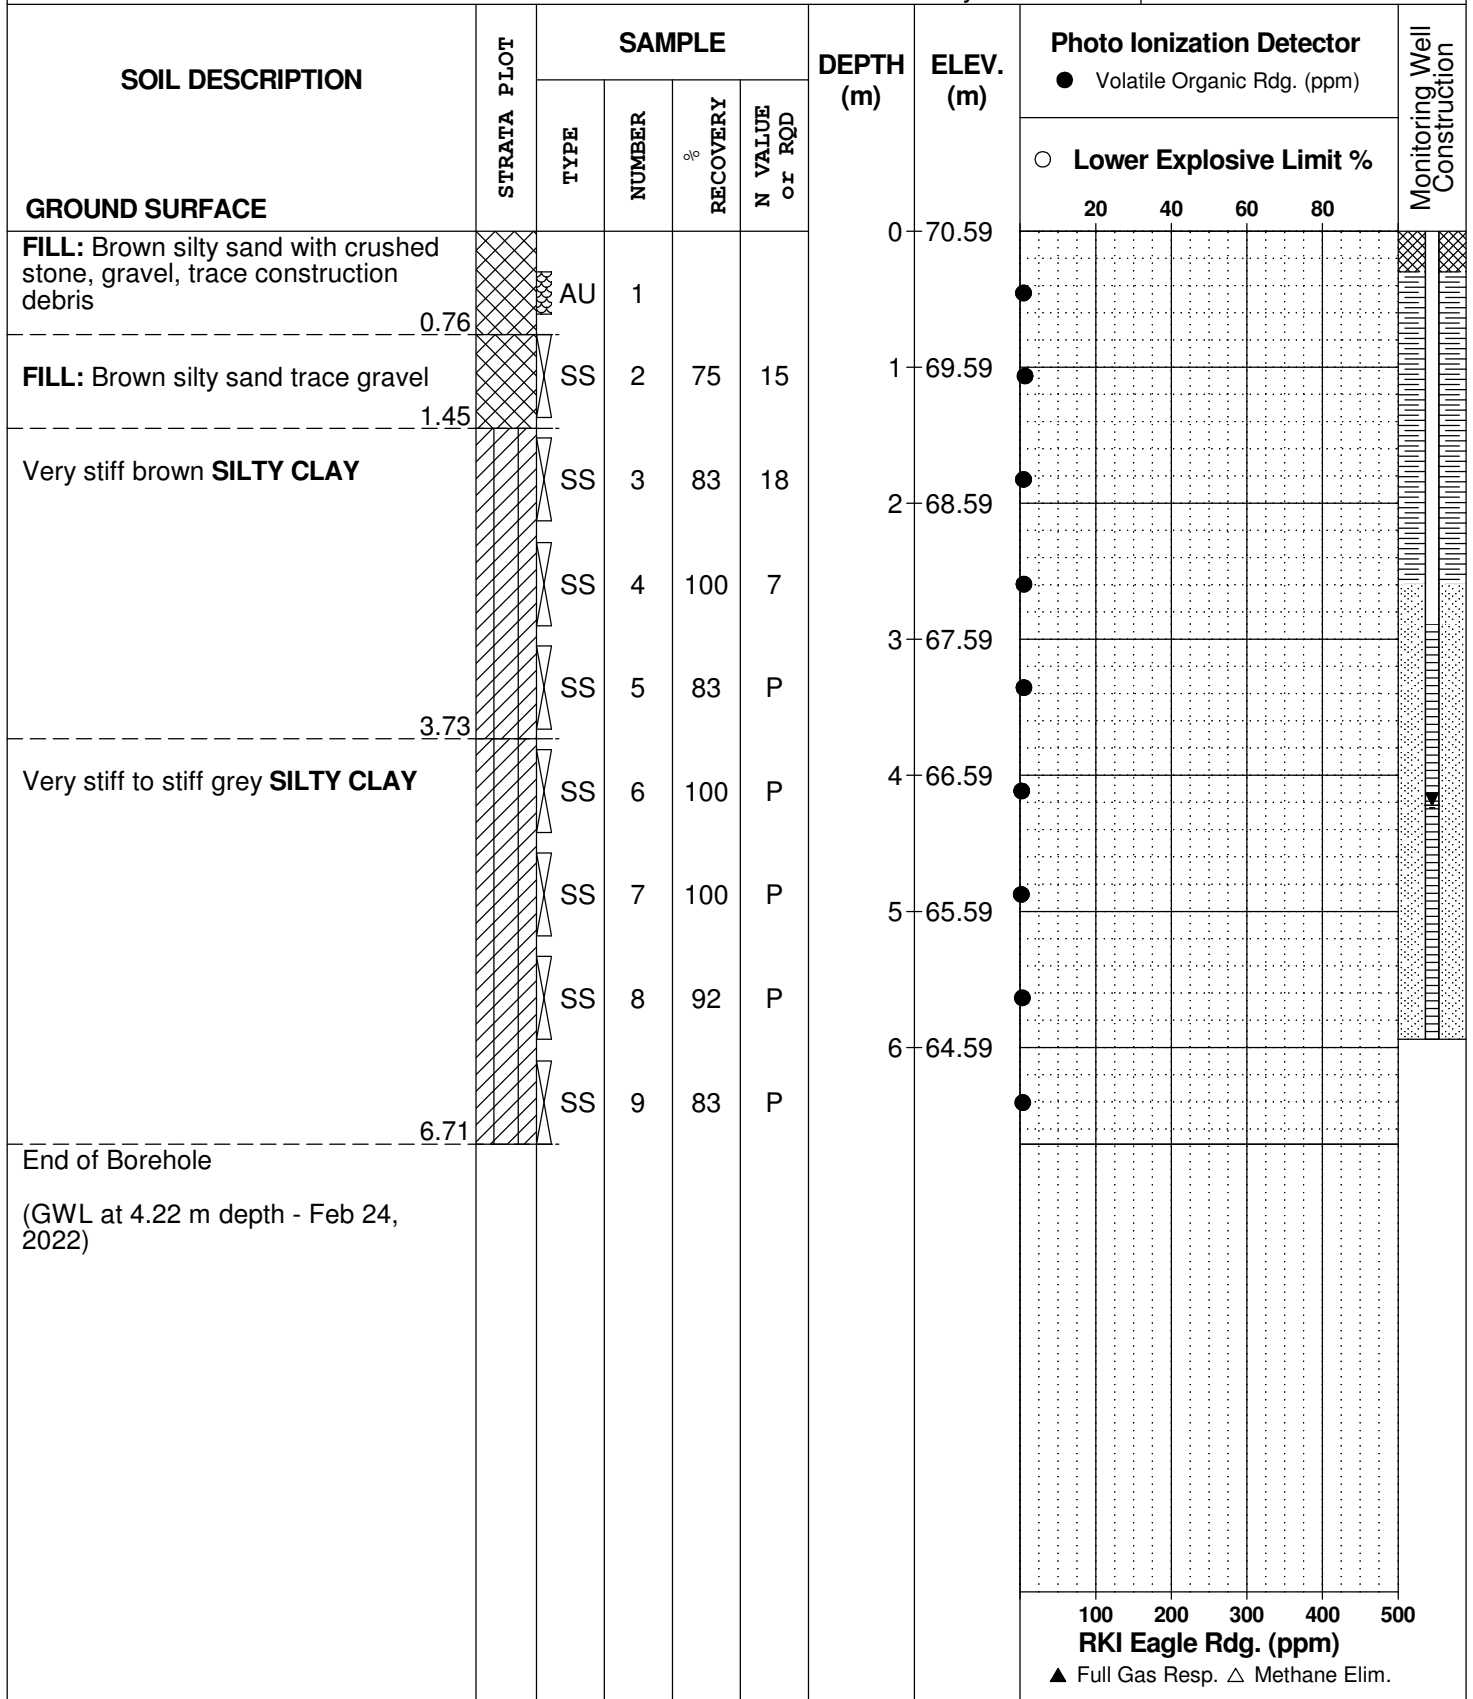 SOIL DESCRIPTION
GROUND SURFACE
STRATA PLOT
SAMPLE
TYPE
NUMBER
%
RECOVERY
N VALUE
or RQD
DEPTH
(m)
ELEV.
(m)
Photo Ionization Detector
● Volatile Organic Rdg. (ppm)
○ Lower Explosive Limit %
20 40 60 80
Monitoring Well
Construction
0 70.59
FILL: Brown silty sand with crushed
stone, gravel, trace construction
debris
0.76
AU 1
FILL: Brown silty sand trace gravel
1.45
SS 2 75 15
1 69.59
Very stiff brown SILTY CLAY
SS 3 83 18
2 68.59
SS 4 100 7
3 67.59
SS 5 83 P
3.73
Very stiff to stiff grey SILTY CLAY
4 66.59
SS 6 100 P
SS 7 100 P
5 65.59
SS 8 92 P
6 64.59
SS 9 83 P
6.71
End of Borehole
(GWL at 4.22 m depth - Feb 24,
2022)
100 200 300 400 500
RKI Eagle Rdg. (ppm)
▲ Full Gas Resp. △ Methane Elim.